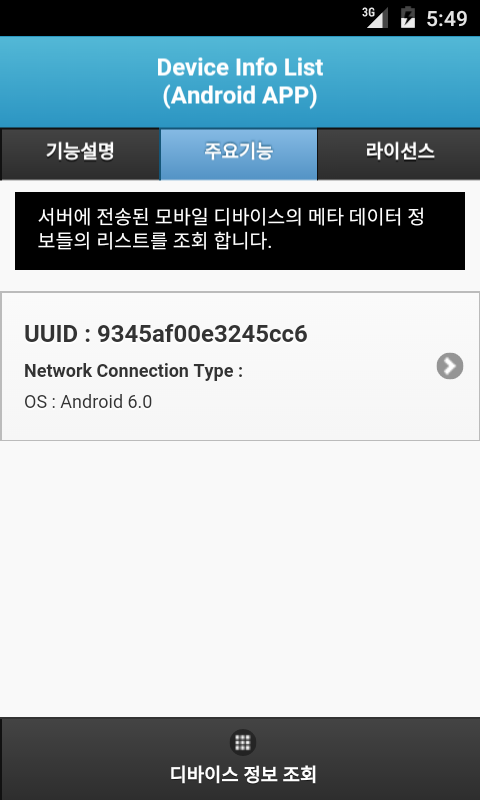 3G 5:49
Device Info List
(Android APP)
기능설명 주요기능 라이선스
서버에 전송된 모바일 디바이스의 메타 데이터 정
보들의 리스트를 조회 합니다.
UUID : 9345af00e3245cc6
Network Connection Type :
OS : Android 6.0
디바이스 정보 조회